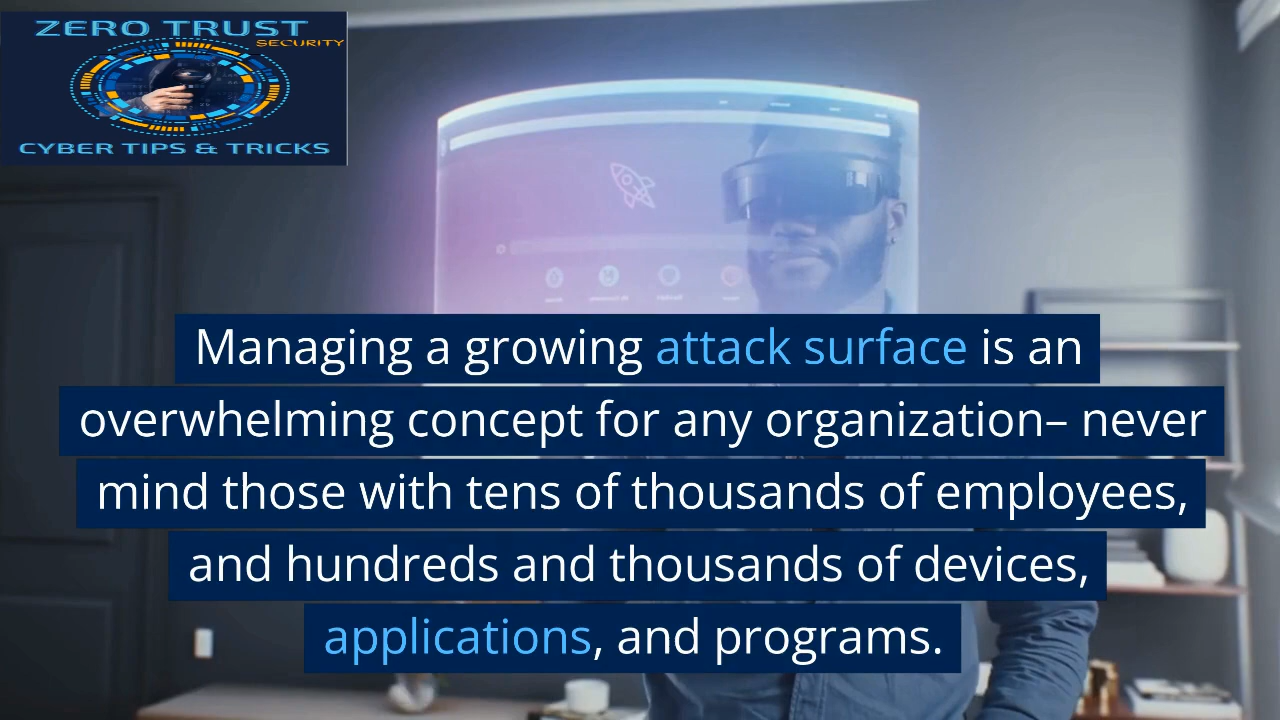 ZERO TRUST
SECURITY
CYBER TIPS & TRICKS
Managing a growing attack surface is an
overwhelming concept for any organization– never
mind those with tens of thousands of employees,
and hundreds and thousands of devices,
applications, and programs.